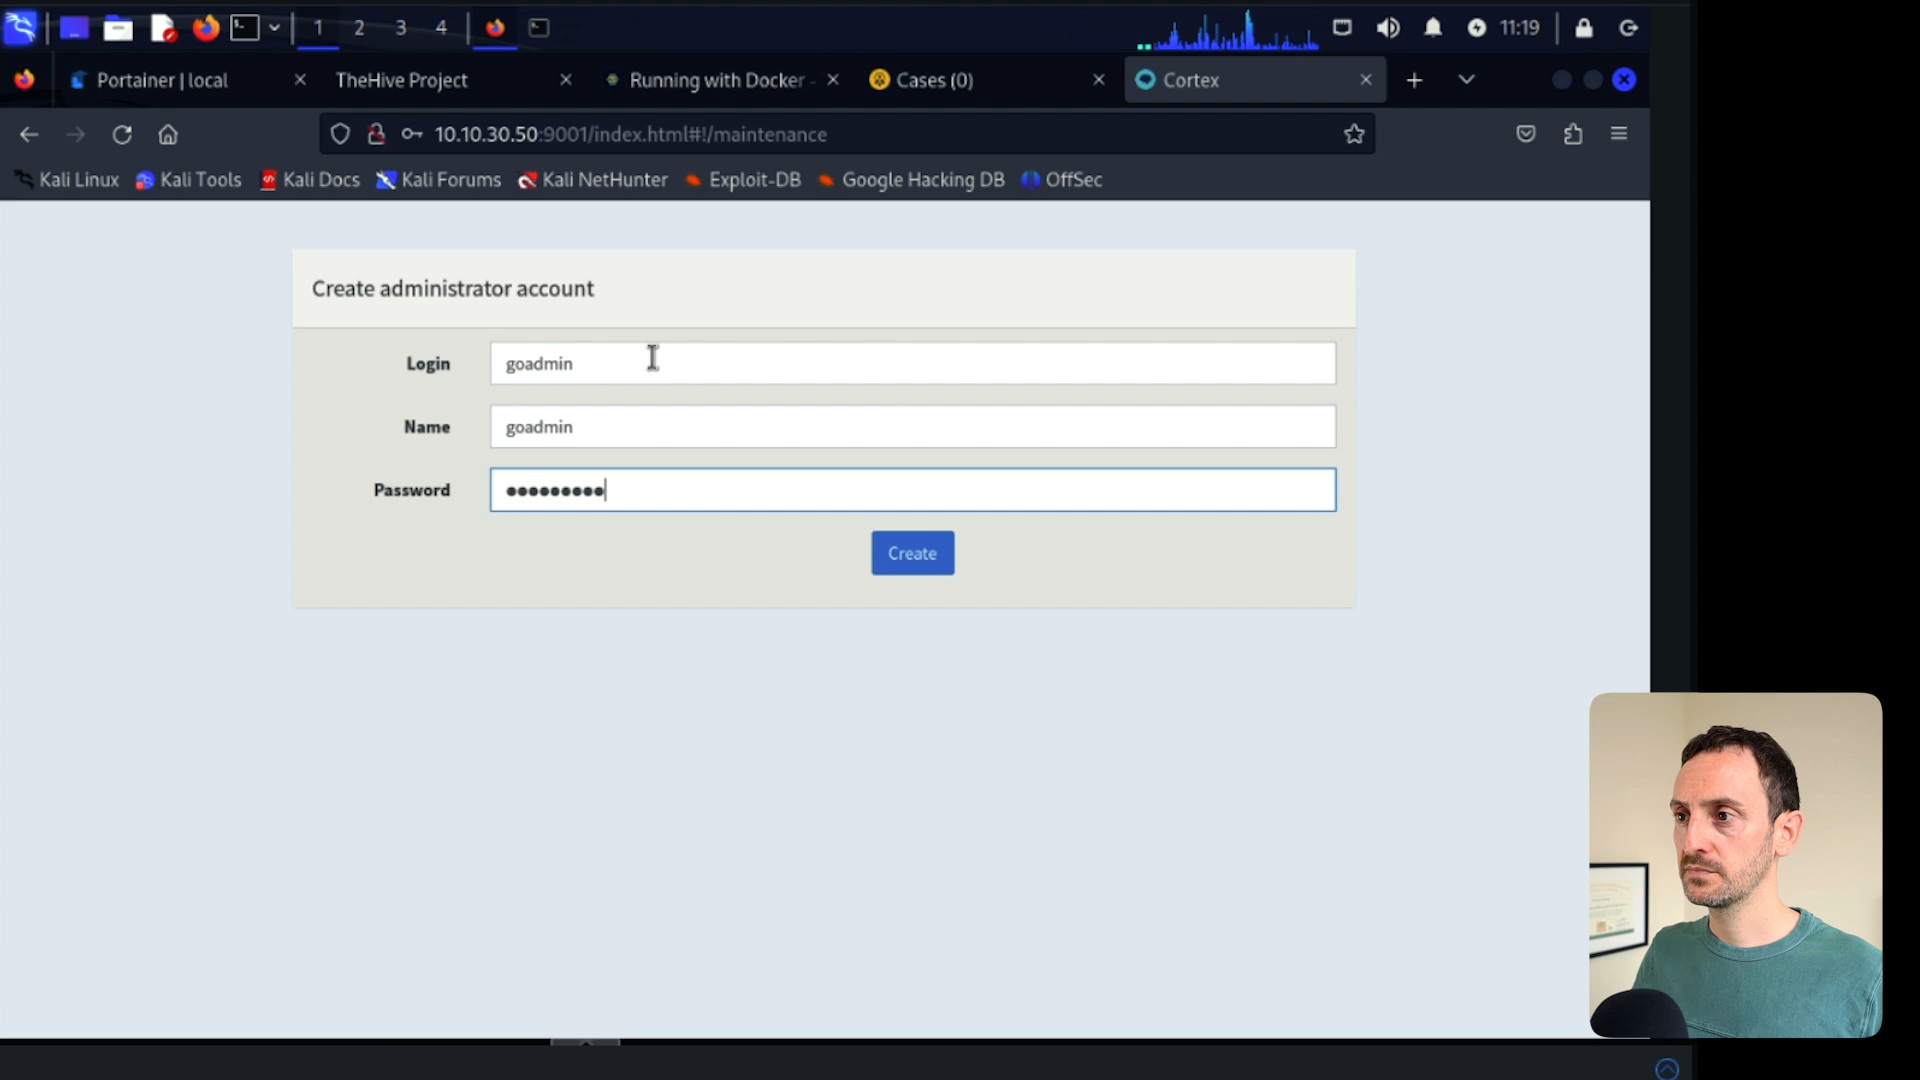 1 2 3 4 11:19
Portainer | local TheHive Project Running with Docker - Cases (0) Cortex
10.10.30.50:9001/index.html#!/maintenance
Kali Linux Kali Tools Kali Docs Kali Forums Kali NetHunter Exploit-DB Google Hacking DB OffSec
Create administrator account
Login goadmin
Name goadmin
Password •••••••••
Create